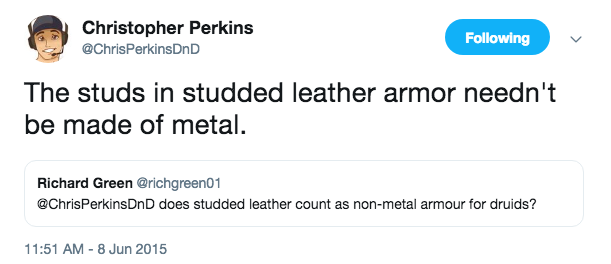 Christopher Perkins
@ChrisPerkinsDnD
Following
The studs in studded leather armor needn't
be made of metal.
Richard Green @richgreen01
@ChrisPerkinsDnD does studded leather count as non-metal armour for druids?
11:51 AM - 8 Jun 2015